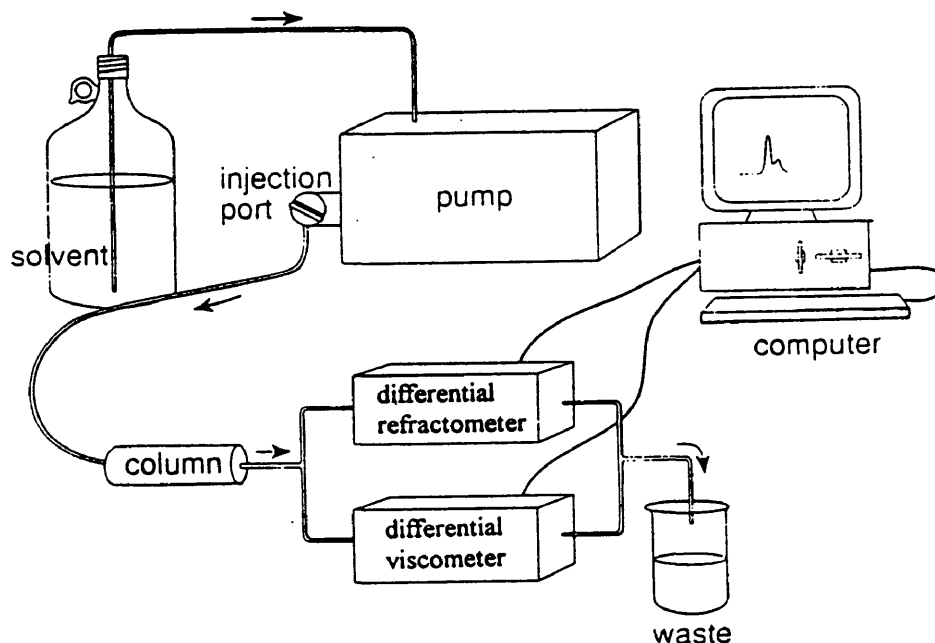 injection
port
pump
solvent
computer
differential
refractometer
column
differential
viscometer
waste